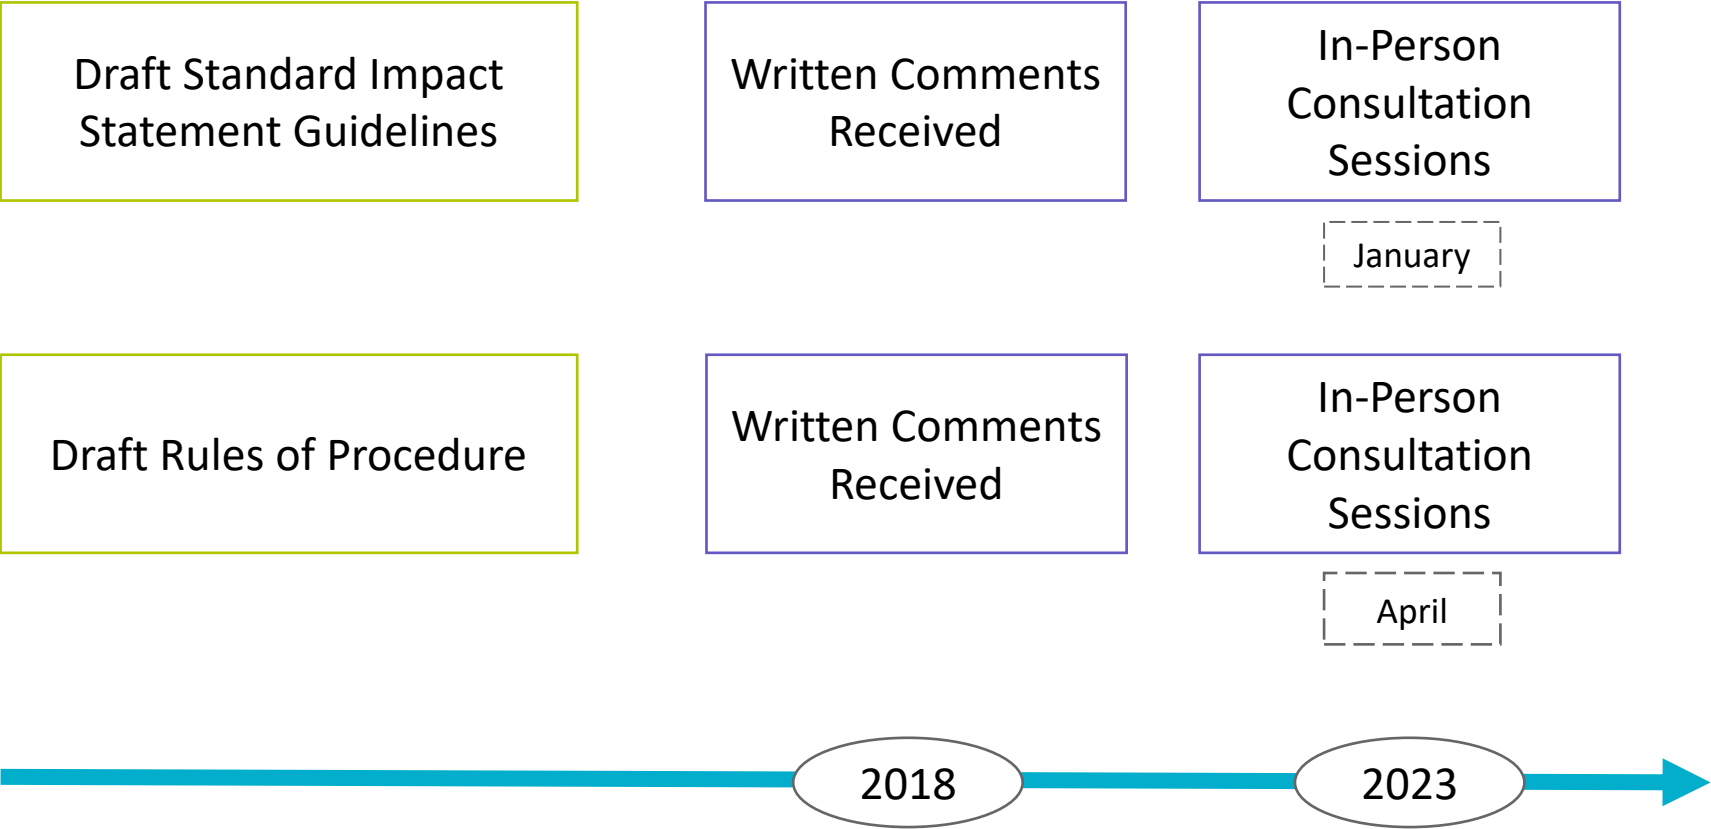 Draft Standard Impact
Statement Guidelines
Written Comments
Received
In-Person
Consultation
Sessions
January
Draft Rules of Procedure
Written Comments
Received
In-Person
Consultation
Sessions
April
2018
2023